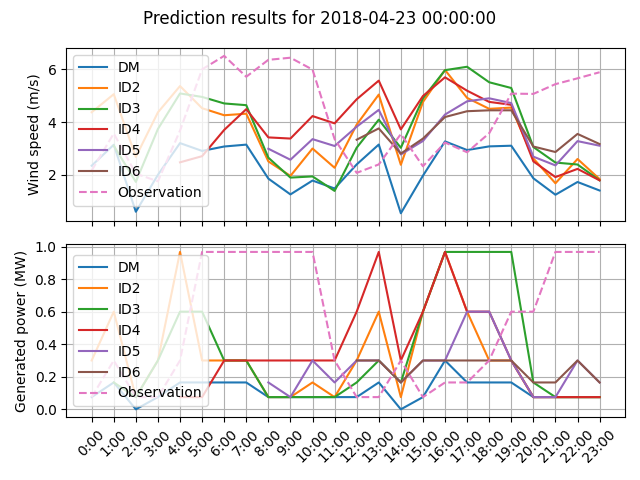 Prediction results for 2018-04-23 00:00:00
Wind speed (m/s)
6
4
2
DM
ID2
ID3
ID4
ID5
ID6
Observation
Generated power (MW)
1.0
0.8
0.6
0.4
0.2
0.0
DM
ID2
ID3
ID4
ID5
ID6
Observation
0:00
1:00
2:00
3:00
4:00
5:00
6:00
7:00
8:00
9:00
10:00
11:00
12:00
13:00
14:00
15:00
16:00
17:00
18:00
19:00
20:00
21:00
22:00
23:00